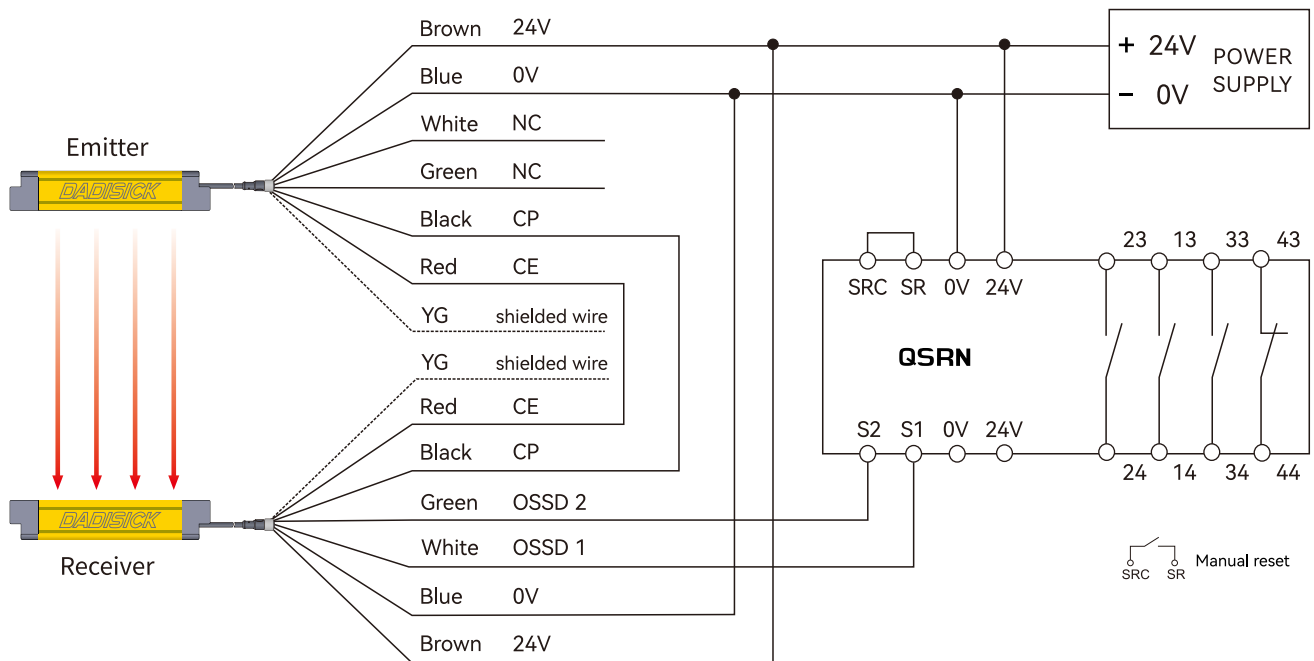 Brown 24V
Blue 0V
White NC
Green NC
Black CP
Red CE
YG shielded wire
YG shielded wire
Red CE
Black CP
Green OSSD 2
White OSSD 1
Blue 0V
Brown 24V
Emitter
DADISICK
DADISICK
Receiver
+ 24V
− 0V
POWER
SUPPLY
23 13 33 43
SRC SR 0V 24V
QSRN
S2 S1 0V 24V
24 14 34 44
SRC SR
Manual reset